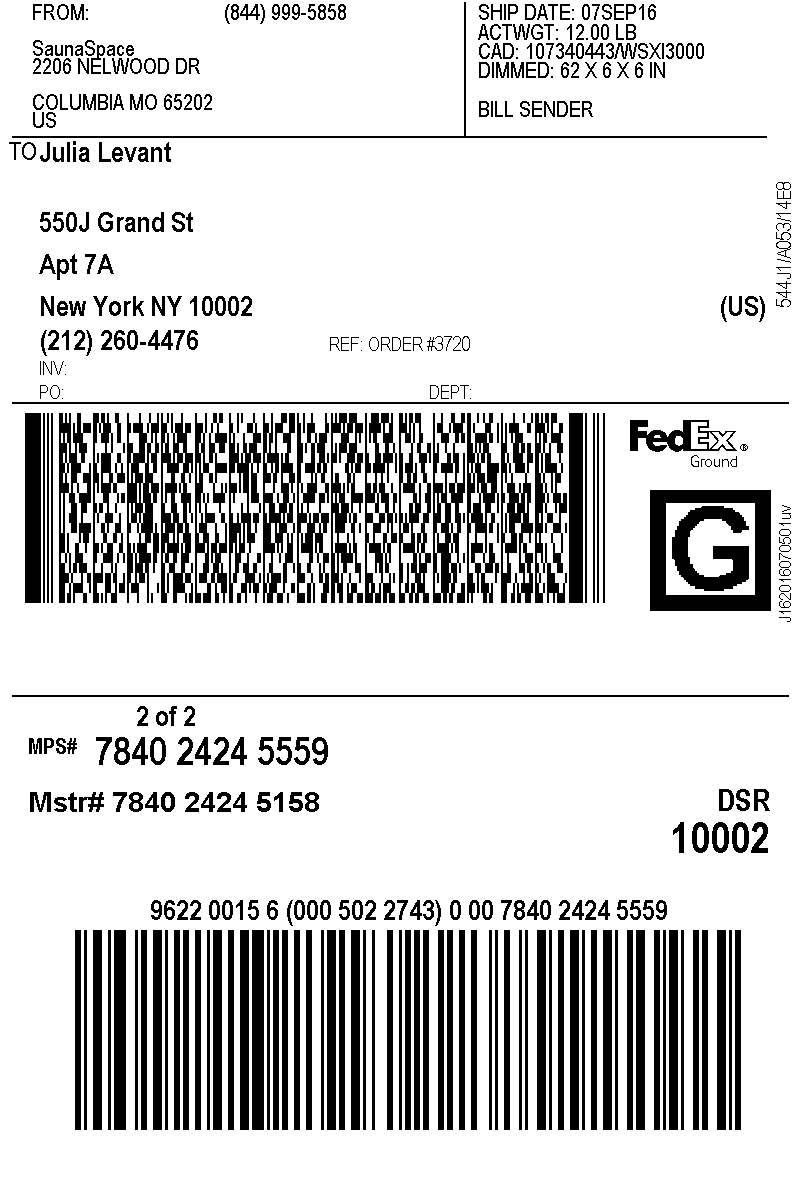 FROM: (844) 999-5858
SaunaSpace
2206 NELWOOD DR
COLUMBIA MO 65202
US
SHIP DATE: 07SEP16
ACTWGT: 12.00 LB
CAD: 107340443/WSXI3000
DIMMED: 62 X 6 X 6 IN
BILL SENDER
TO Julia Levant
550J Grand St
Apt 7A
New York NY 10002 (US)
(212) 260-4476 REF: ORDER #3720
INV:
PO: DEPT:
544J1/A053/14E8
FedEx®
Ground
G
J162016070501uv
2 of 2
MPS# 7840 2424 5559
Mstr# 7840 2424 5158
DSR
10002
9622 0015 6 (000 502 2743) 0 00 7840 2424 5559